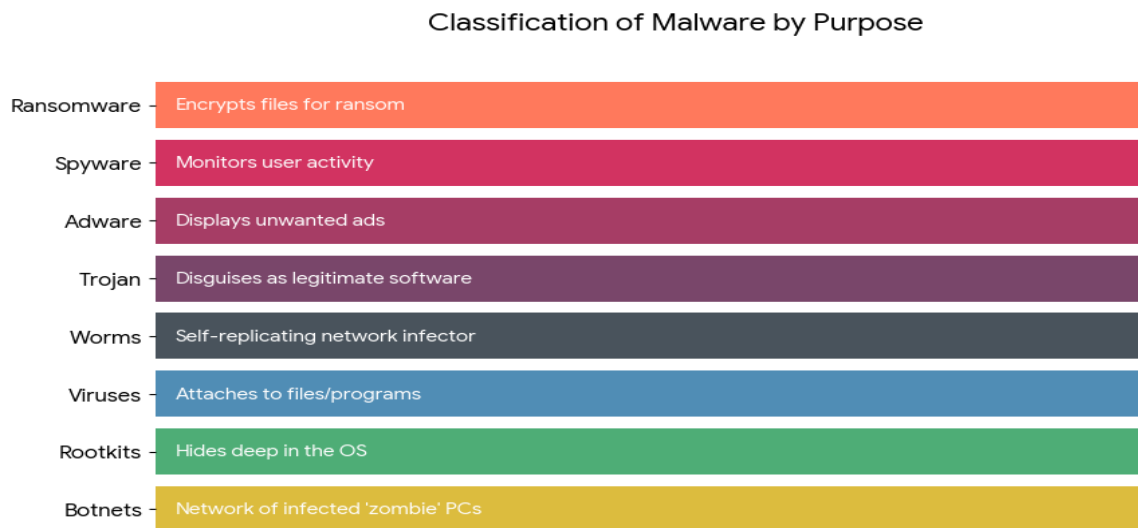 Classification of Malware by Purpose
Ransomware Encrypts files for ransom
Spyware Monitors user activity
Adware Displays unwanted ads
Trojan Disguises as legitimate software
Worms Self-replicating network infector
Viruses Attaches to files/programs
Rootkits Hides deep in the OS
Botnets Network of infected 'zombie' PCs